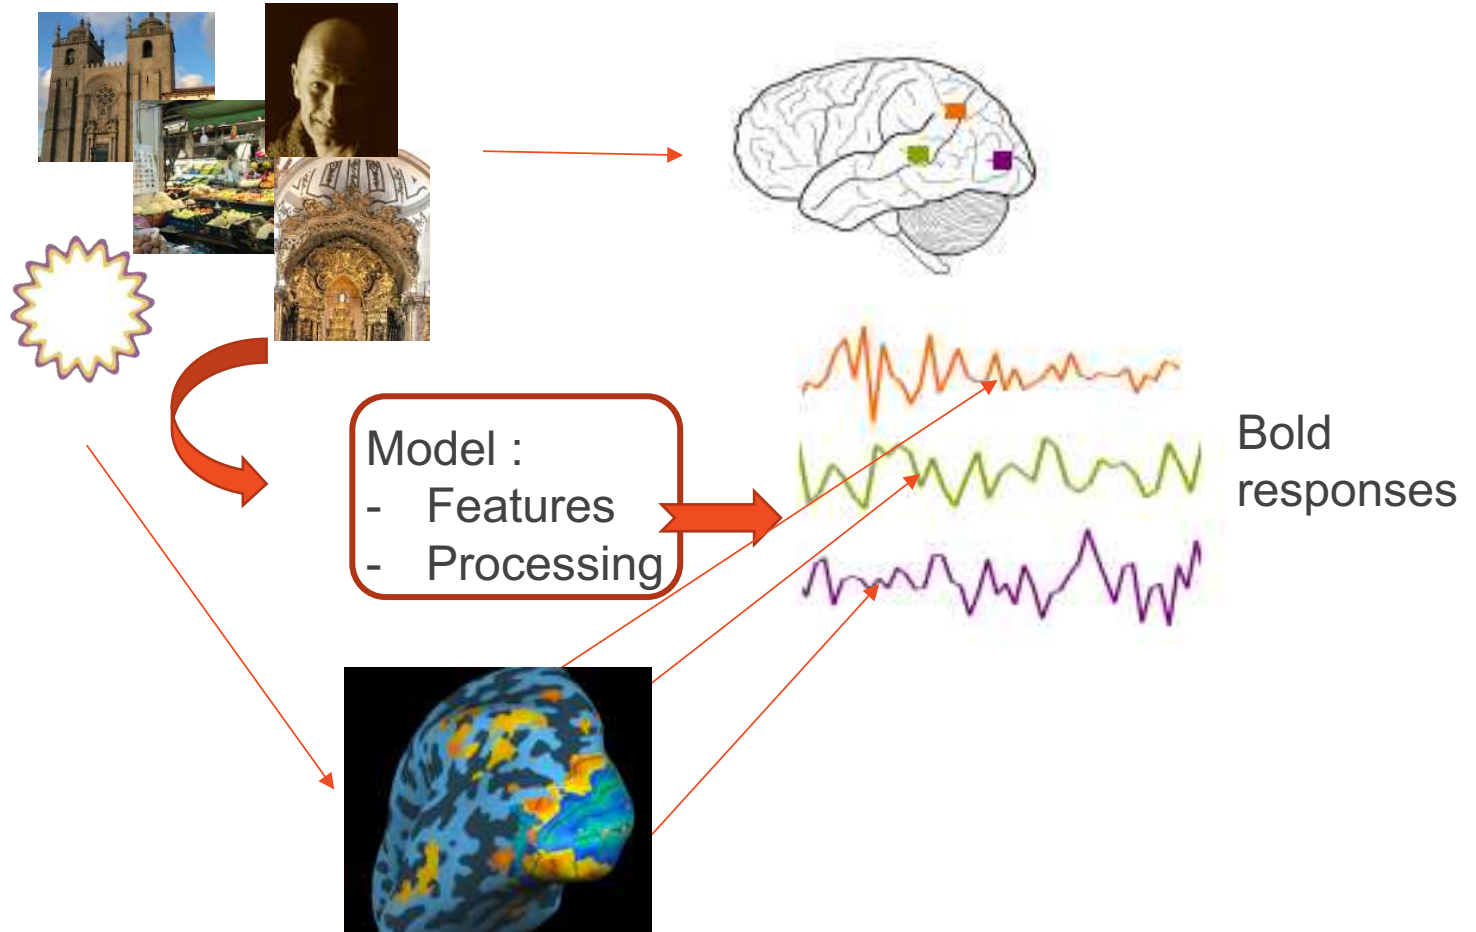 Model :
- Features
- Processing
Bold
responses